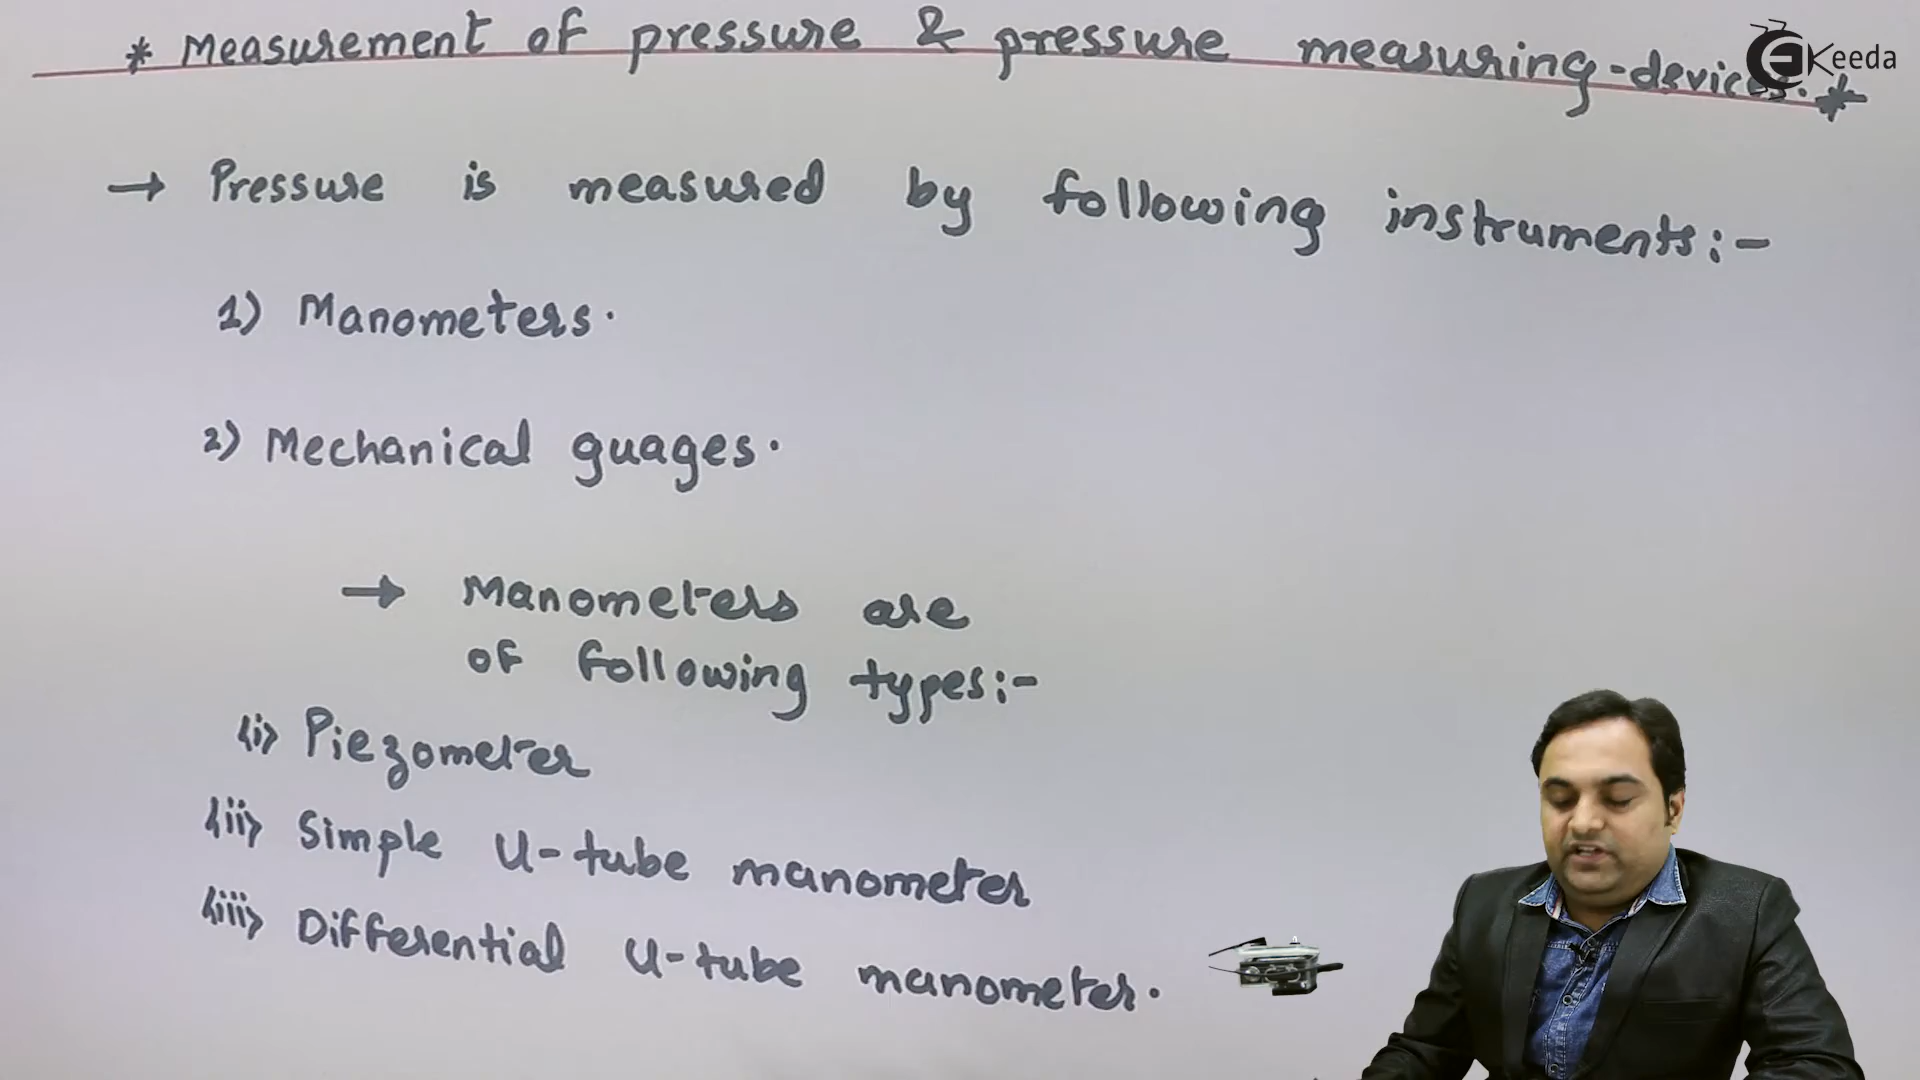 * Measurement of pressure & pressure measuring-devices. *
Keeda
→ Pressure is measured by following instruments:-
1) Manometers.
2) Mechanical guages.
→ Manometers are
of following types:-
(i) Piezometer
(ii) Simple U-tube manometer
(iii) Differential U-tube manometer.